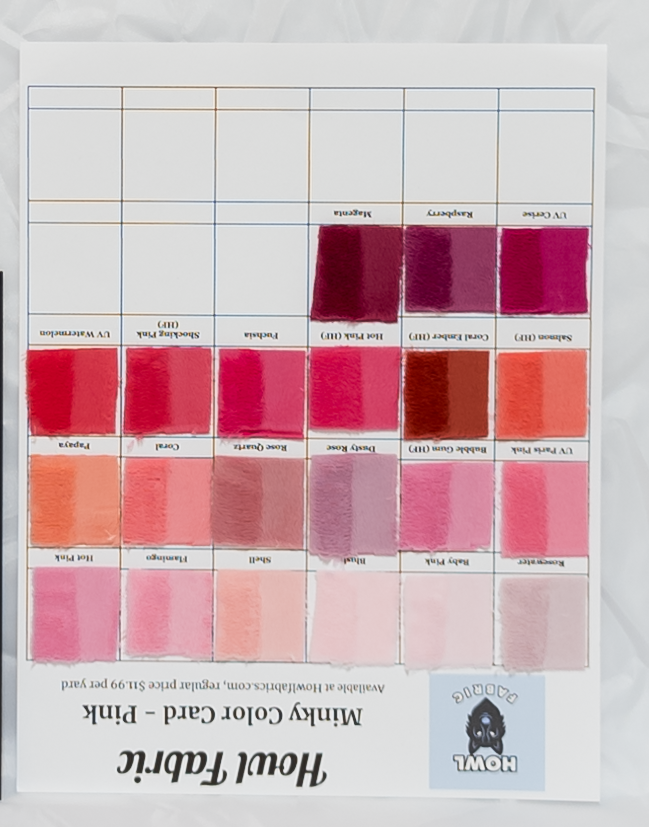 HOWL
FABRIC
Howl Fabric
Minky Color Card - Pink
Available at Howlfabrics.com, regular price $11.99 per yard
Rosewater Baby Pink Blush Shell Flamingo Hot Pink
UV Paris Pink Bubble Gum (HF) Dusty Rose Rose Quartz Coral Papaya
Salmon (HF) Coral Ember (HF) Hot Pink (HF) Fuchsia Shocking Pink (HF) UV Watermelon
UV Cerise Raspberry Magenta